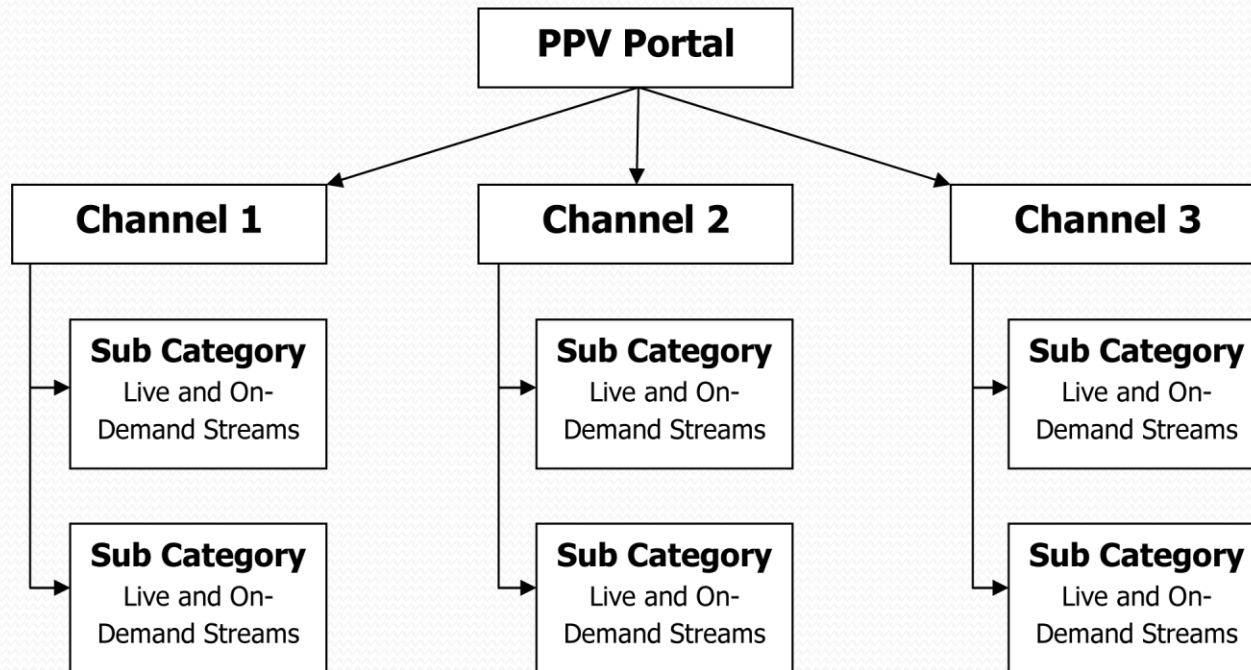 PPV Portal
Channel 1
Channel 2
Channel 3
Sub Category
Live and On-
Demand Streams
Sub Category
Live and On-
Demand Streams
Sub Category
Live and On-
Demand Streams
Sub Category
Live and On-
Demand Streams
Sub Category
Live and On-
Demand Streams
Sub Category
Live and On-
Demand Streams